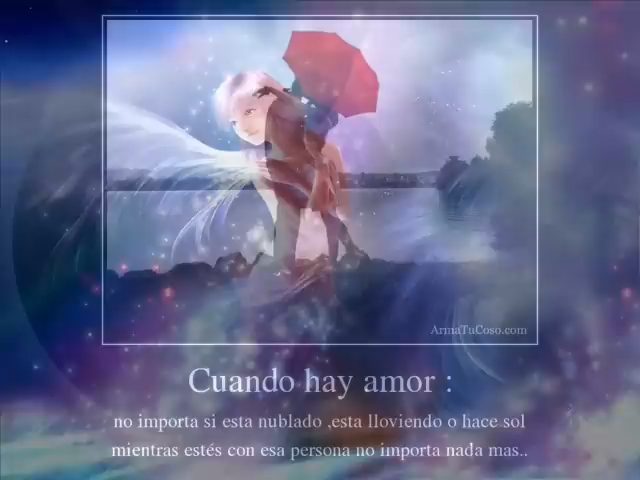 ArmaTuCoso.com
Cuando hay amor :
no importa si esta nublado ,esta lloviendo o hace sol
mientras estés con esa persona no importa nada mas..